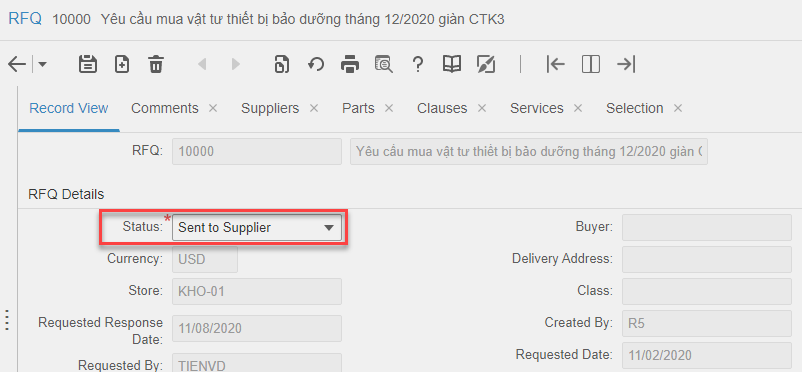 RFQ 10000 Yêu cầu mua vật tư thiết bị bảo dưỡng tháng 12/2020 giàn CTK3
Record View Comments × Suppliers × Parts × Clauses × Services × Selection ×
RFQ: 10000 Yêu cầu mua vật tư thiết bị bảo dưỡng tháng 12/2020 giàn C
RFQ Details
Status: * Sent to Supplier Buyer:
Currency: USD Delivery Address:
Store: KHO-01 Class:
Requested Response Date: 11/08/2020 Created By: R5
Requested By: TIENVD Requested Date: 11/02/2020